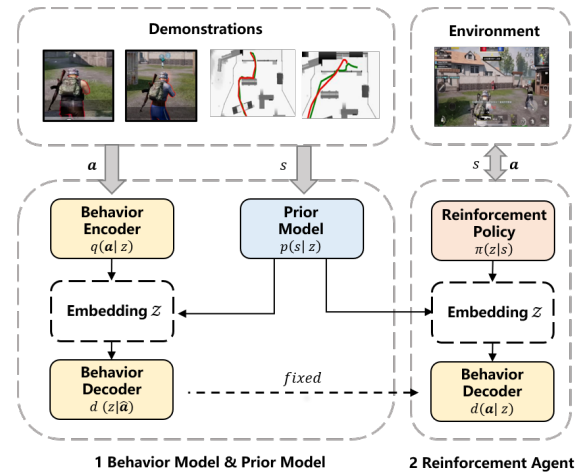 Demonstrations
Environment
a
s
s
a
Behavior
Encoder
q(a| z)
Prior
Model
p(s| z)
Reinforcement
Policy
π(z|s)
Embedding Z
Embedding Z
Behavior
Decoder
d (z|â)
fixed
Behavior
Decoder
d(a| z)
1 Behavior Model & Prior Model
2 Reinforcement Agent